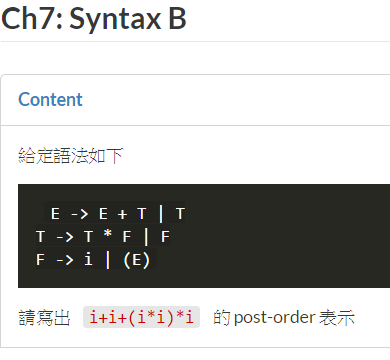 Ch7: Syntax B
Content
給定語法如下
E -> E + T | T
T -> T * F | F
F -> i | (E)
請寫出 i+i+(i*i)*i 的 post-order 表示